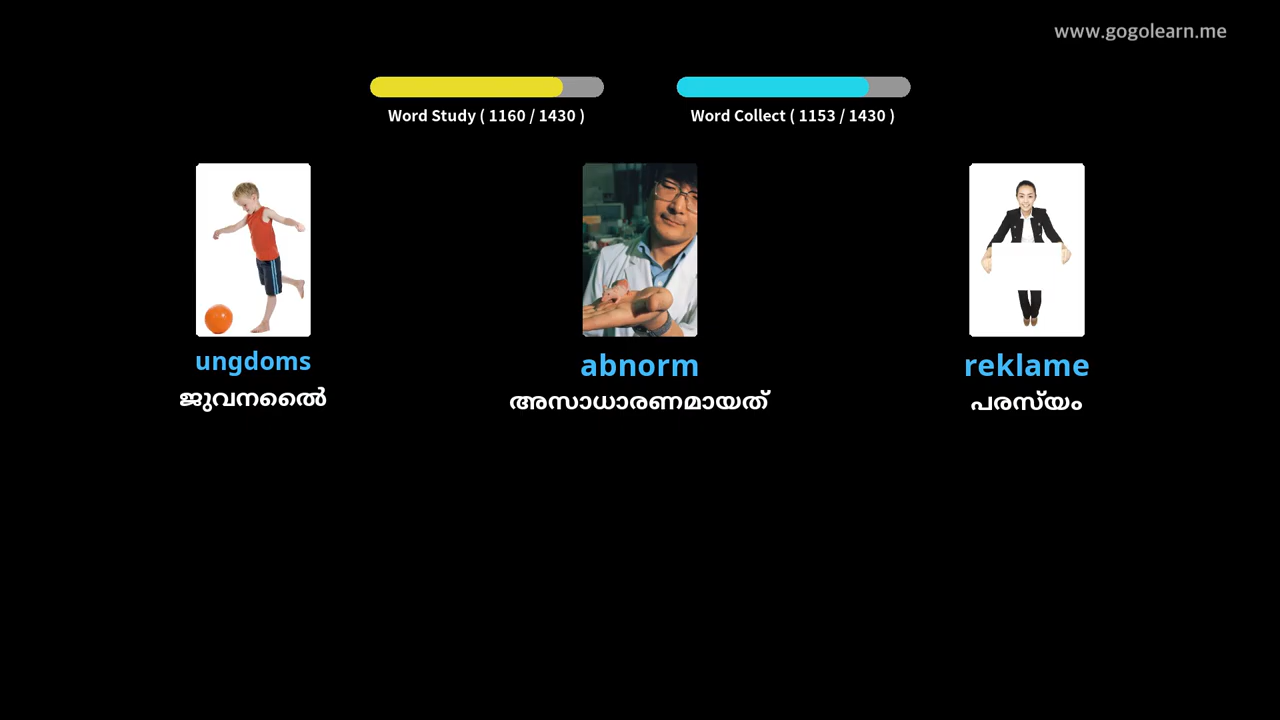 www.gogolearn.me
Word Study ( 1160 / 1430 )
Word Collect ( 1153 / 1430 )
ungdoms
ജുവനൈൽ
abnorm
അസാധാരണമായത്
reklame
പരസ്യം